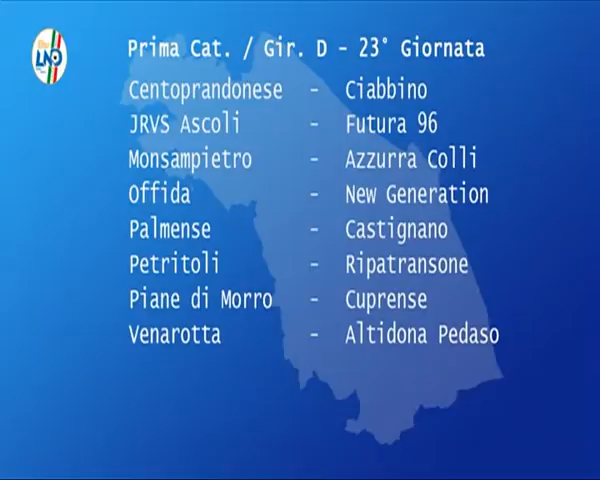 LND
Prima Cat. / Gir. D - 23° Giornata
Centoprandonese - Ciabbino
JRVS Ascoli - Futura 96
Monsampietro - Azzurra Colli
Offida - New Generation
Palmense - Castignano
Petritoli - Ripatransone
Piane di Morro - Cuprense
Venarotta - Altidona Pedaso